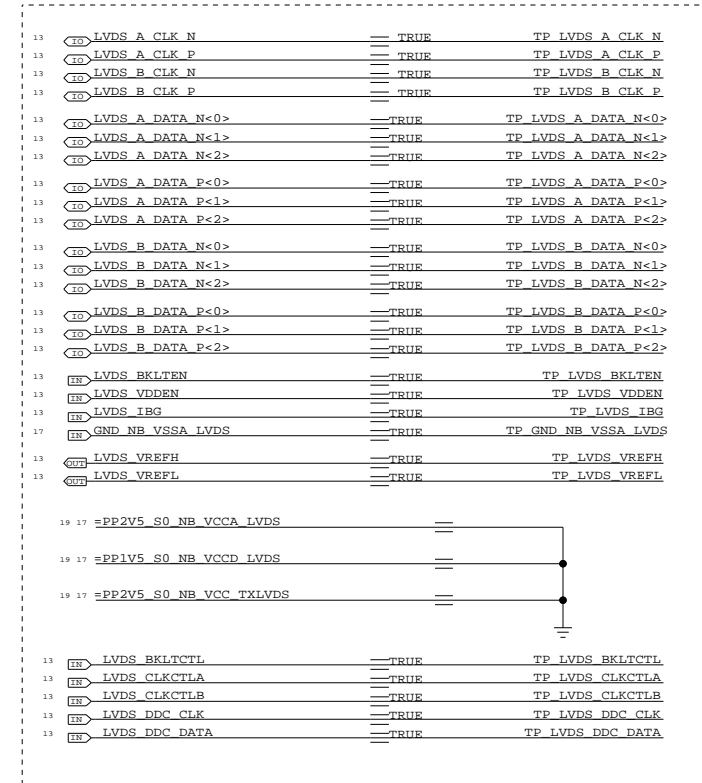 13 IO LVDS_A_CLK_N TRUE TP_LVDS_A_CLK_N
13 IO LVDS_A_CLK_P TRUE TP_LVDS_A_CLK_P
13 IO LVDS_B_CLK_N TRUE TP_LVDS_B_CLK_N
13 IO LVDS_B_CLK_P TRUE TP_LVDS_B_CLK_P
13 IO LVDS_A_DATA_N<0> TRUE TP_LVDS_A_DATA_N<0>
13 IO LVDS_A_DATA_N<1> TRUE TP_LVDS_A_DATA_N<1>
13 IO LVDS_A_DATA_N<2> TRUE TP_LVDS_A_DATA_N<2>
13 IO LVDS_A_DATA_P<0> TRUE TP_LVDS_A_DATA_P<0>
13 IO LVDS_A_DATA_P<1> TRUE TP_LVDS_A_DATA_P<1>
13 IO LVDS_A_DATA_P<2> TRUE TP_LVDS_A_DATA_P<2>
13 IO LVDS_B_DATA_N<0> TRUE TP_LVDS_B_DATA_N<0>
13 IO LVDS_B_DATA_N<1> TRUE TP_LVDS_B_DATA_N<1>
13 IO LVDS_B_DATA_N<2> TRUE TP_LVDS_B_DATA_N<2>
13 IO LVDS_B_DATA_P<0> TRUE TP_LVDS_B_DATA_P<0>
13 IO LVDS_B_DATA_P<1> TRUE TP_LVDS_B_DATA_P<1>
13 IO LVDS_B_DATA_P<2> TRUE TP_LVDS_B_DATA_P<2>
13 IN LVDS_BKLTEN TRUE TP_LVDS_BKLTEN
13 IN LVDS_VDDEN TRUE TP_LVDS_VDDEN
13 IN LVDS_IBG TRUE TP_LVDS_IBG
17 IN GND_NB_VSSA_LVDS TRUE TP_GND_NB_VSSA_LVDS
13 OUT LVDS_VREFH TRUE TP_LVDS_VREFH
13 OUT LVDS_VREFL TRUE TP_LVDS_VREFL
19 17 =PP2V5_S0_NB_VCCA_LVDS
19 17 =PP1V5_S0_NB_VCCD_LVDS
19 17 =PP2V5_S0_NB_VCC_TXLVDS
13 IN LVDS_BKLTCTL TRUE TP_LVDS_BKLTCTL
13 IN LVDS_CLKCTLA TRUE TP_LVDS_CLKCTLA
13 IN LVDS_CLKCTLB TRUE TP_LVDS_CLKCTLB
13 IN LVDS_DDC_CLK TRUE TP_LVDS_DDC_CLK
13 IN LVDS_DDC_DATA TRUE TP_LVDS_DDC_DATA